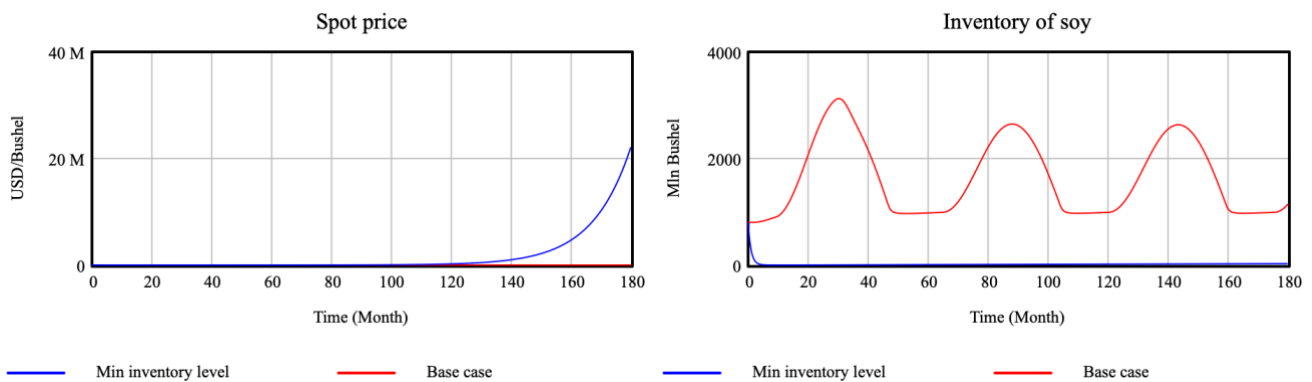 Spot price
40 M
20 M
0
USD/Bushel
0 20 40 60 80 100 120 140 160 180
Time (Month)
Min inventory level Base case
Inventory of soy
4000
2000
0
Mln Bushel
0 20 40 60 80 100 120 140 160 180
Time (Month)
Min inventory level Base case